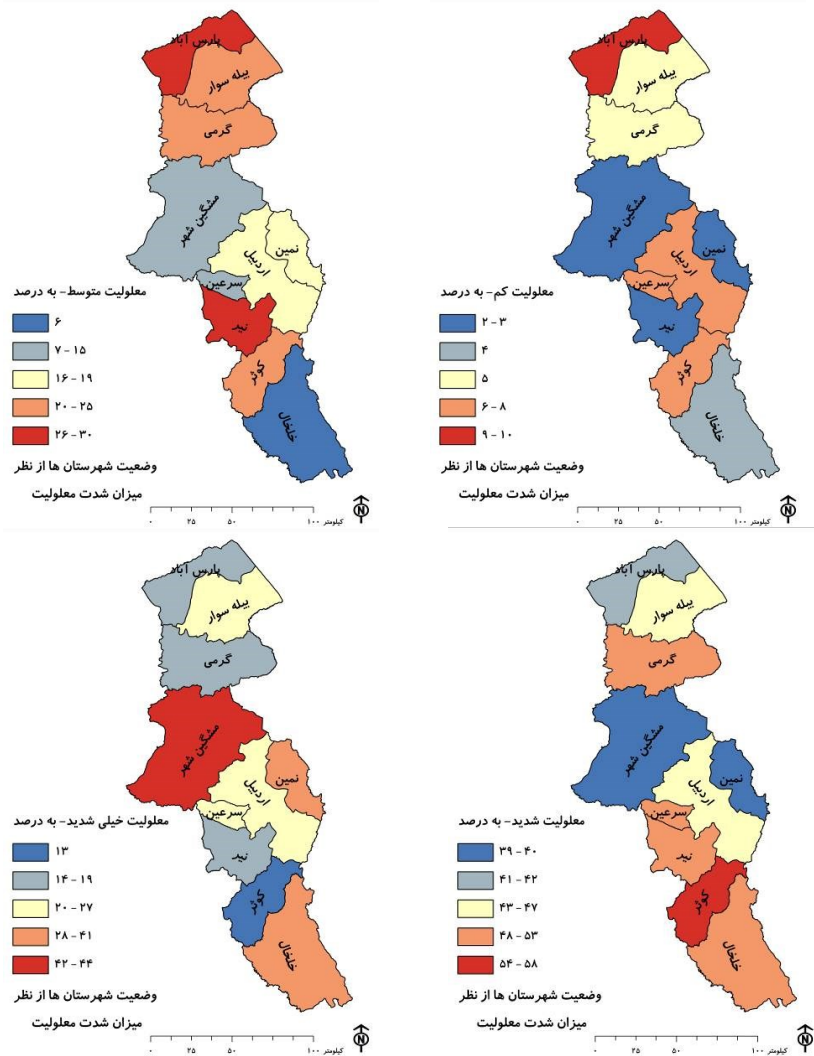 پارس آباد
بیله سوار
گرمی
مشگین شهر
نمین
اردبیل
سرعین
نیر
کوثر
خلخال
معلولیت متوسط- به درصد
۶
۷ - ۱۵
۱۶ - ۱۹
۲۰ - ۲۵
۲۶ - ۳۰
وضعیت شهرستان ها از نظر
میزان شدت معلولیت
۰ ۲۵ ۵۰ ۱۰۰ کیلومتر
N
پارس آباد
بیله سوار
گرمی
مشگین شهر
نمین
اردبیل
سرعین
نیر
کوثر
خلخال
معلولیت کم- به درصد
۲ - ۳
۴
۵
۶ - ۸
۹ - ۱۰
وضعیت شهرستان ها از نظر
میزان شدت معلولیت
۰ ۲۵ ۵۰ ۱۰۰ کیلومتر
N
پارس آباد
بیله سوار
گرمی
مشگین شهر
نمین
اردبیل
سرعین
نیر
کوثر
خلخال
معلولیت خیلی شدید- به درصد
۱۳
۱۴ - ۱۹
۲۰ - ۲۷
۲۸ - ۴۱
۴۲ - ۴۴
وضعیت شهرستان ها از نظر
میزان شدت معلولیت
۰ ۲۵ ۵۰ ۱۰۰ کیلومتر
N
پارس آباد
بیله سوار
گرمی
مشگین شهر
نمین
اردبیل
سرعین
نیر
کوثر
خلخال
معلولیت شدید- به درصد
۳۹ - ۴۰
۴۱ - ۴۲
۴۳ - ۴۷
۴۸ - ۵۳
۵۴ - ۵۸
وضعیت شهرستان ها از نظر
میزان شدت معلولیت
۰ ۲۵ ۵۰ ۱۰۰ کیلومتر
N